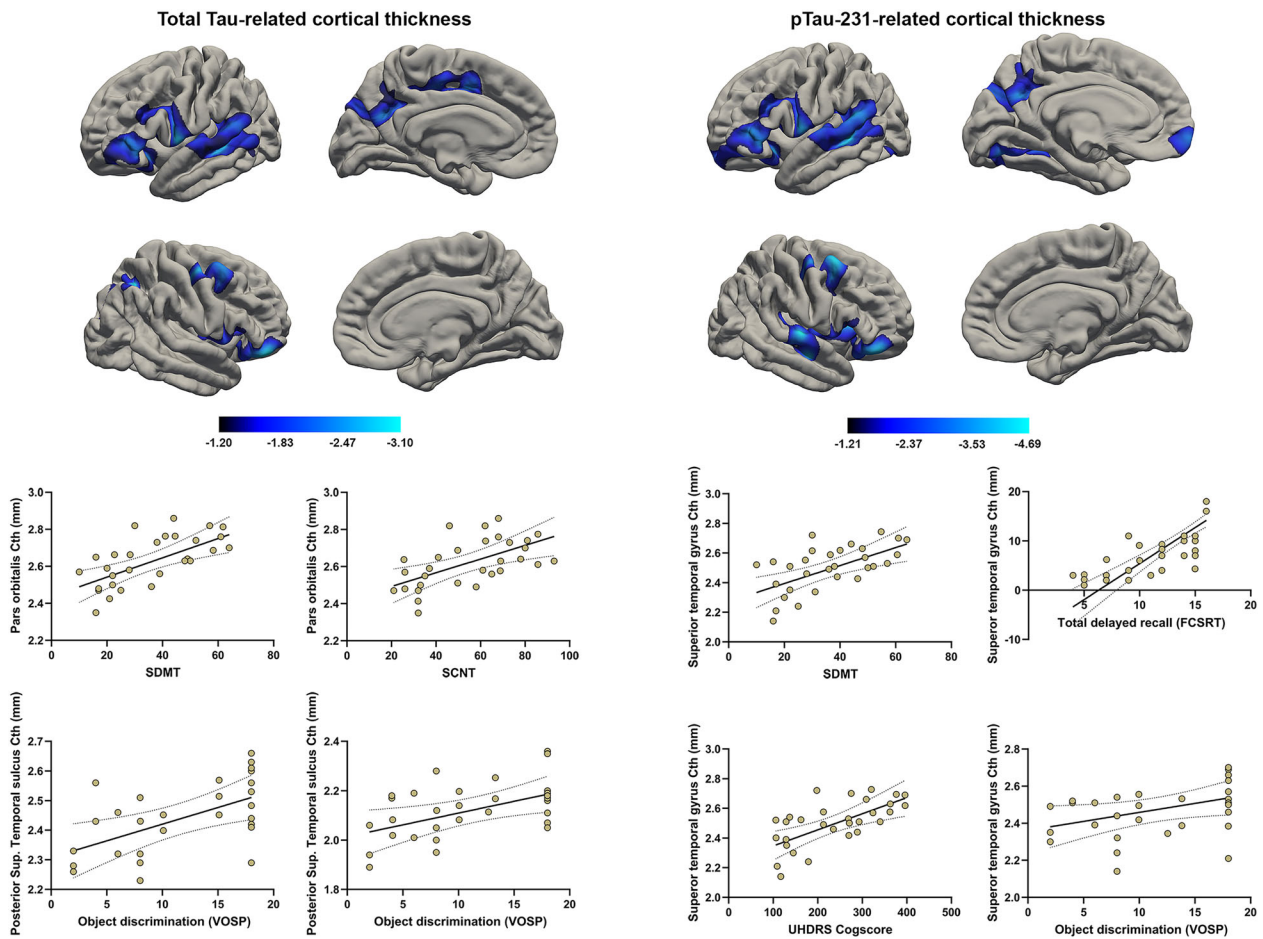 Total Tau-related cortical thickness
pTau-231-related cortical thickness
-1.20 -1.83 -2.47 -3.10
-1.21 -2.37 -3.53 -4.69
Pars orbitalis Cth (mm)
3.0
2.8
2.6
2.4
2.2
0 20 40 60 80
SDMT
Pars orbitalis Cth (mm)
3.0
2.8
2.6
2.4
2.2
0 20 40 60 80 100
SCNT
Superior temporal gyrus Cth (mm)
3.0
2.8
2.6
2.4
2.2
2.0
0 20 40 60 80
SDMT
Superior temporal gyrus Cth (mm)
20
10
0
-10
5 10 15 20
Total delayed recall (FCSRT)
Posterior Sup. Temporal sulcus Cth (mm)
2.7
2.6
2.5
2.4
2.3
2.2
0 5 10 15 20
Object discrimination (VOSP)
Posterior Sup. Temporal sulcus Cth (mm)
2.4
2.2
2.0
1.8
0 5 10 15 20
Object discrimination (VOSP)
Superor temporal gyrus Cth (mm)
3.0
2.8
2.6
2.4
2.2
2.0
0 100 200 300 400 500
UHDRS Cogscore
Superor temporal gyrus Cth (mm)
2.8
2.6
2.4
2.2
2.0
0 5 10 15 20
Object discrimination (VOSP)